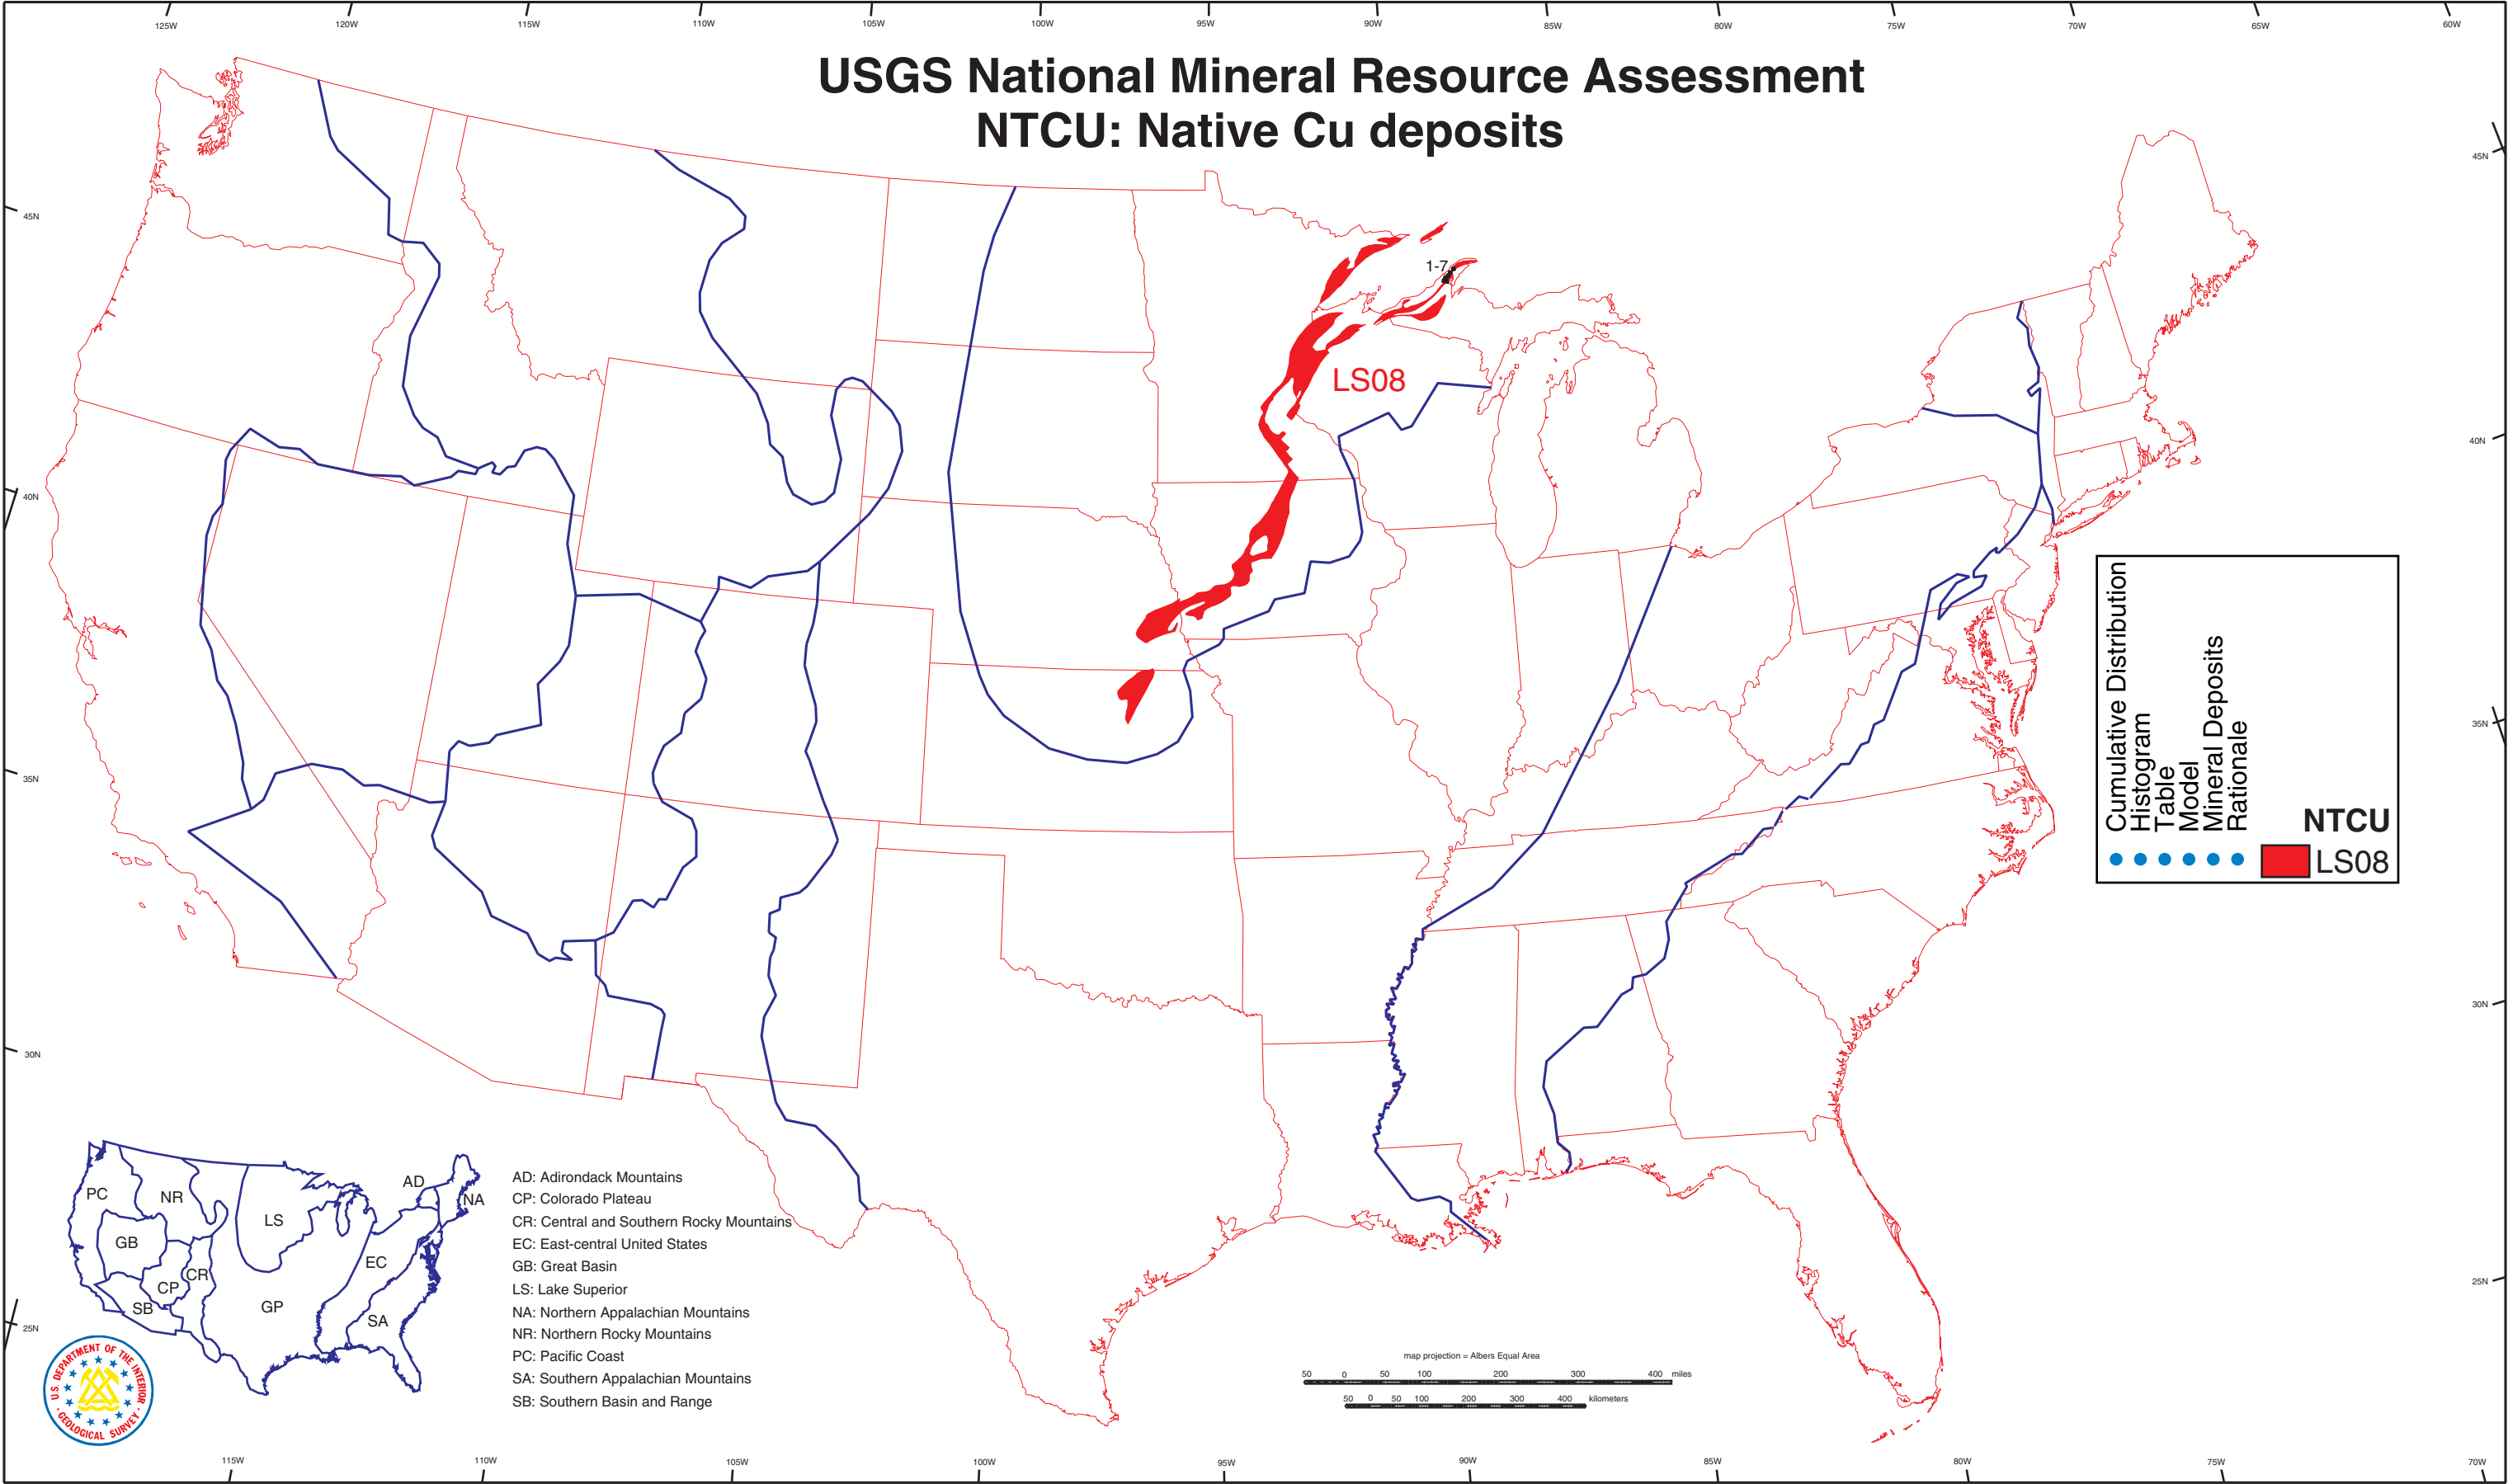 125W 120W 115W 110W 105W 100W 95W 90W 85W 80W 75W 70W 65W 60W
USGS National Mineral Resource Assessment
NTCU: Native Cu deposits
45N
45N
1-7
LS08
40N
40N
35N
35N
30N
30N
25N
25N
Cumulative Distribution
Histogram
Table
Model
Mineral Deposits
Rationale
NTCU
LS08
PC
NR
LS
AD
NA
GB
CP
CR
SB
GP
EC
SA
AD: Adirondack Mountains
CP: Colorado Plateau
CR: Central and Southern Rocky Mountains
EC: East-central United States
GB: Great Basin
LS: Lake Superior
NA: Northern Appalachian Mountains
NR: Northern Rocky Mountains
PC: Pacific Coast
SA: Southern Appalachian Mountains
SB: Southern Basin and Range
U.S. DEPARTMENT OF THE INTERIOR
GEOLOGICAL SURVEY
map projection = Albers Equal Area
50 0 50 100 200 300 400 miles
50 0 50 100 200 300 400 kilometers
115W 110W 105W 100W 95W 90W 85W 80W 75W 70W